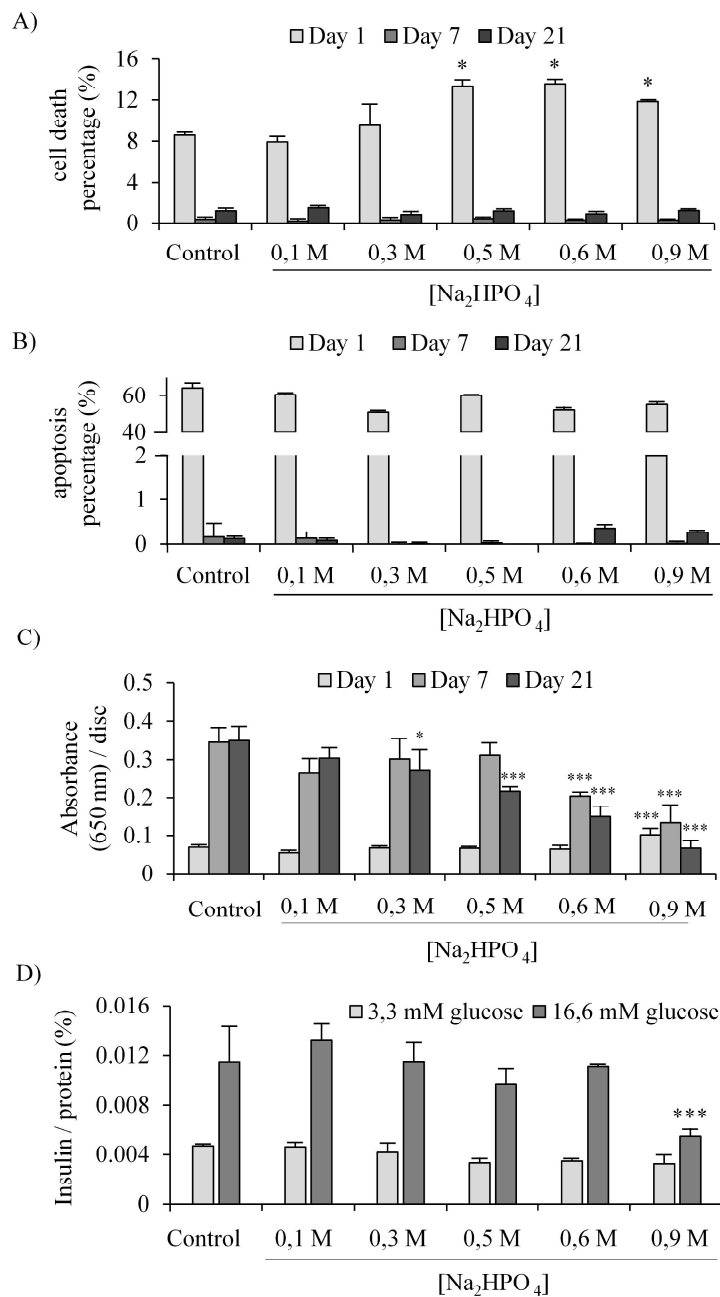 A)
Day 1 Day 7 Day 21
cell death
percentage (%)
16
12
8
4
0
* * *
Control 0,1 M 0,3 M 0,5 M 0,6 M 0,9 M
[Na2HPO4]
B)
Day 1 Day 7 Day 21
apoptosis
percentage (%)
60
40
2
1
0
Control 0,1 M 0,3 M 0,5 M 0,6 M 0,9 M
[Na2HPO4]
C)
Day 1 Day 7 Day 21
Absorbance
(650 nm) / disc
0.5
0.4
0.3
0.2
0.1
0
* *** *** *** *** *** ***
Control 0,1 M 0,3 M 0,5 M 0,6 M 0,9 M
[Na2HPO4]
D)
3,3 mM glucose 16,6 mM glucose
Insulin / protein (%)
0.016
0.012
0.008
0.004
0
***
Control 0,1 M 0,3 M 0,5 M 0,6 M 0,9 M
[Na2HPO4]